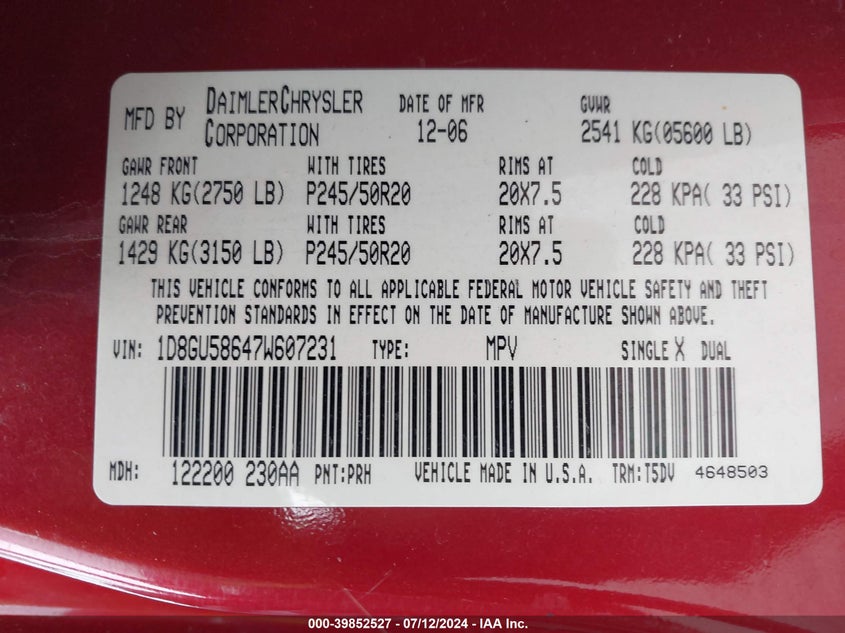 MFD BY DAIMLERCHRYSLER CORPORATION DATE OF MFR 12-06 GVWR 2541 KG(05600 LB)
GAWR FRONT WITH TIRES RIMS AT COLD
1248 KG(2750 LB) P245/50R20 20X7.5 228 KPA( 33 PSI)
GAWR REAR WITH TIRES RIMS AT COLD
1429 KG(3150 LB) P245/50R20 20X7.5 228 KPA( 33 PSI)
THIS VEHICLE CONFORMS TO ALL APPLICABLE FEDERAL MOTOR VEHICLE SAFETY AND THEFT
PREVENTION STANDARDS IN EFFECT ON THE DATE OF MANUFACTURE SHOWN ABOVE.
VIN: 1D8GU58647W607231 TYPE: MPV SINGLE X DUAL
MDH: 122200 230AA PNT:PRH VEHICLE MADE IN U.S.A. TRM:T5DV 4648503
000-39852527 - 07/12/2024 - IAA Inc.